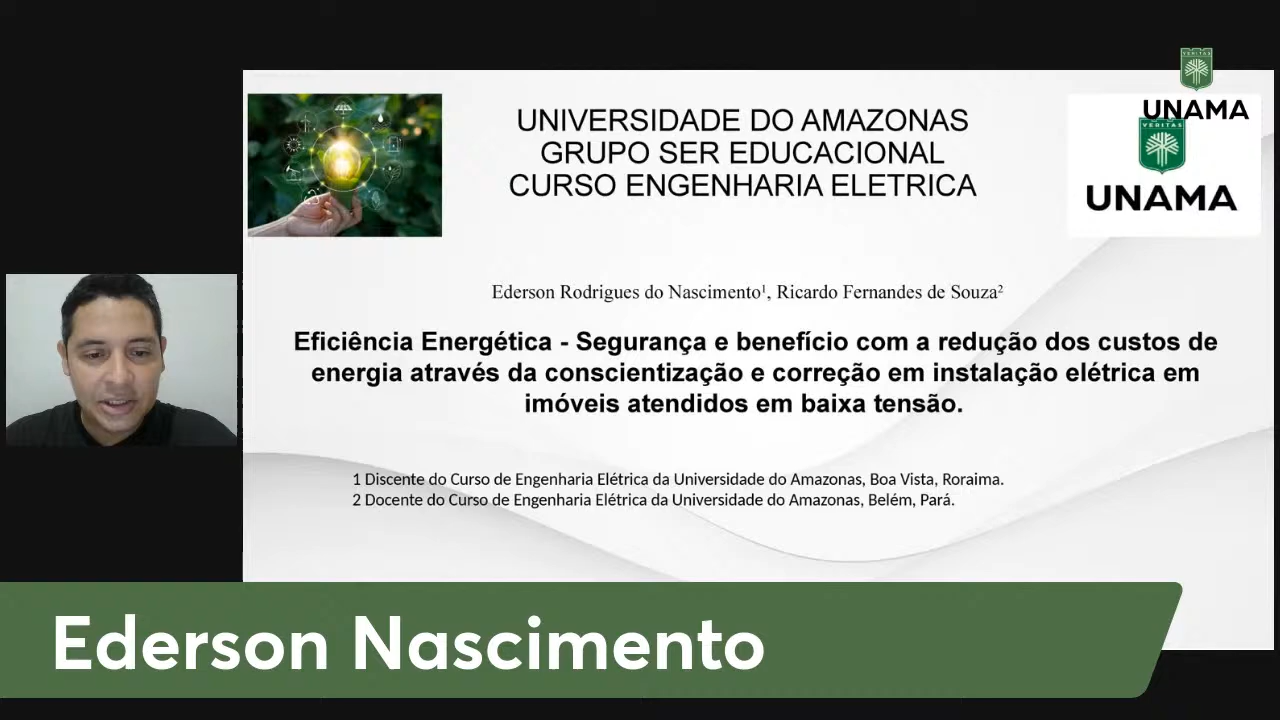 VERITAS
UNAMA
VERITAS
UNAMA
UNIVERSIDADE DO AMAZONAS
GRUPO SER EDUCACIONAL
CURSO ENGENHARIA ELETRICA
Ederson Rodrigues do Nascimento¹, Ricardo Fernandes de Souza²
Eficiência Energética - Segurança e benefício com a redução dos custos de
energia através da conscientização e correção em instalação elétrica em
imóveis atendidos em baixa tensão.
1 Discente do Curso de Engenharia Elétrica da Universidade do Amazonas, Boa Vista, Roraima.
2 Docente do Curso de Engenharia Elétrica da Universidade do Amazonas, Belém, Pará.
Ederson Nascimento